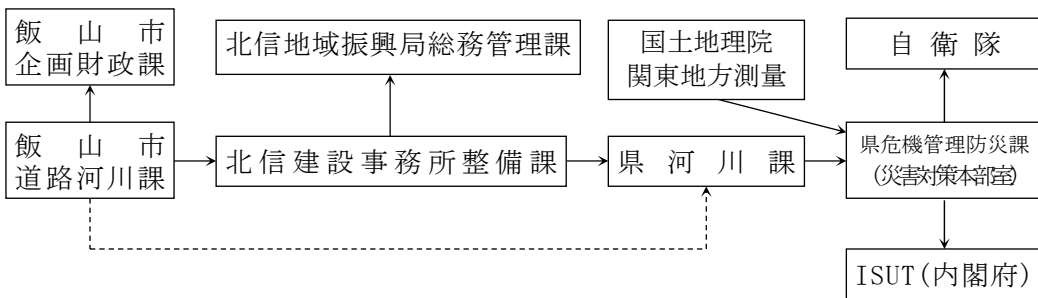 飯山市
企画財政課
北信地域振興局総務管理課
国土地理院
関東地方測量
自衛隊
飯山市
道路河川課
北信建設事務所整備課
県河川課
県危機管理防災課
(災害対策本部室)
ISUT(内閣府)